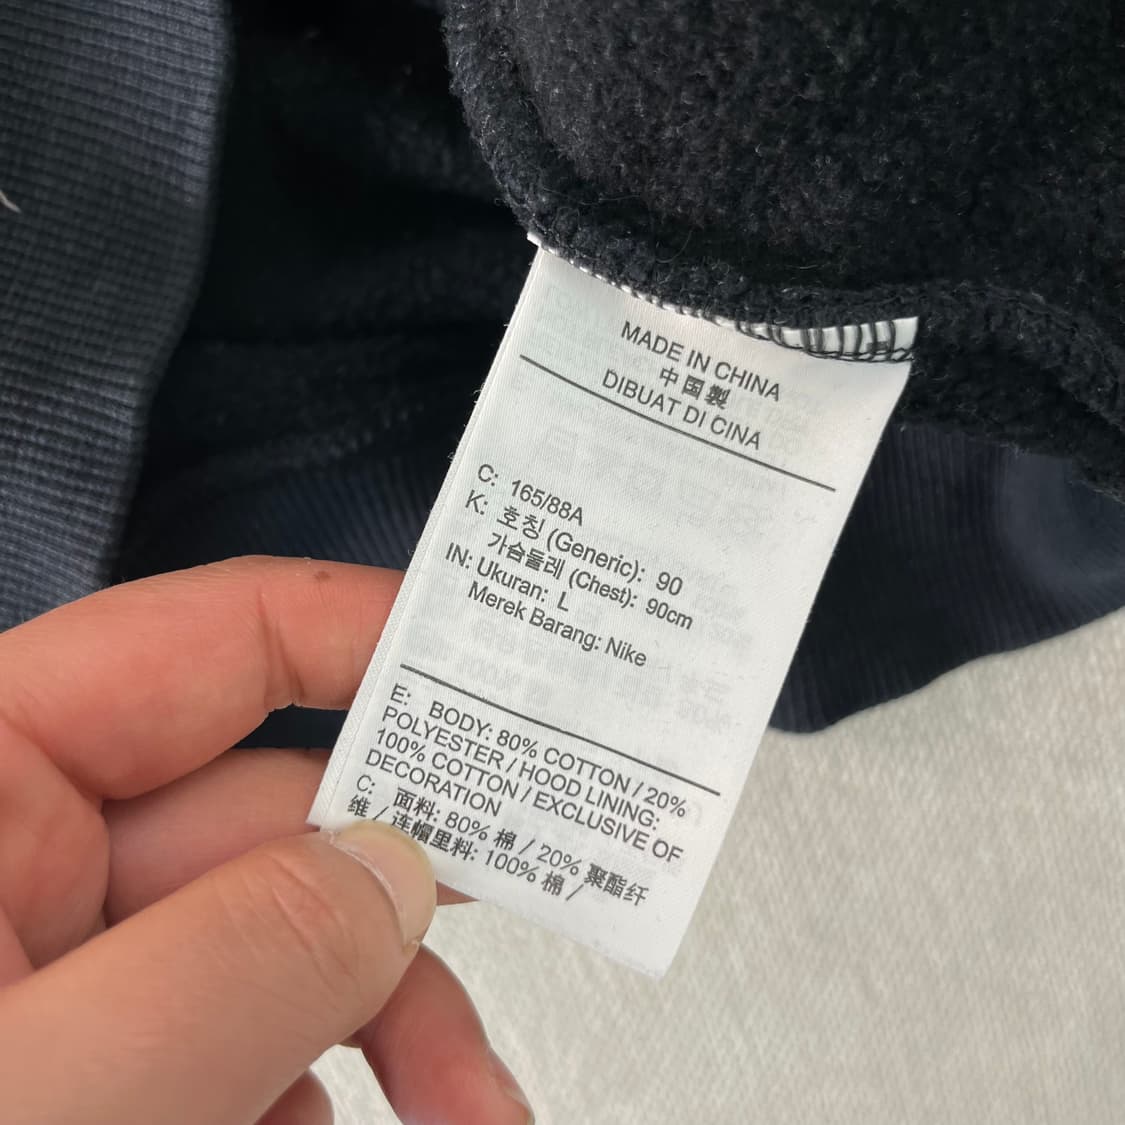 MADE IN CHINA
中国製
DIBUAT DI CINA
C: 165/88A
K: 호칭 (Generic): 90
가슴둘레 (Chest): 90cm
IN: Ukuran: L
Merek Barang: Nike
E: BODY: 80% COTTON / 20%
POLYESTER / HOOD LINING:
100% COTTON / EXCLUSIVE OF
DECORATION
C: 面料: 80% 棉 / 20% 聚酯纤
维 / 连帽里料: 100% 棉 /